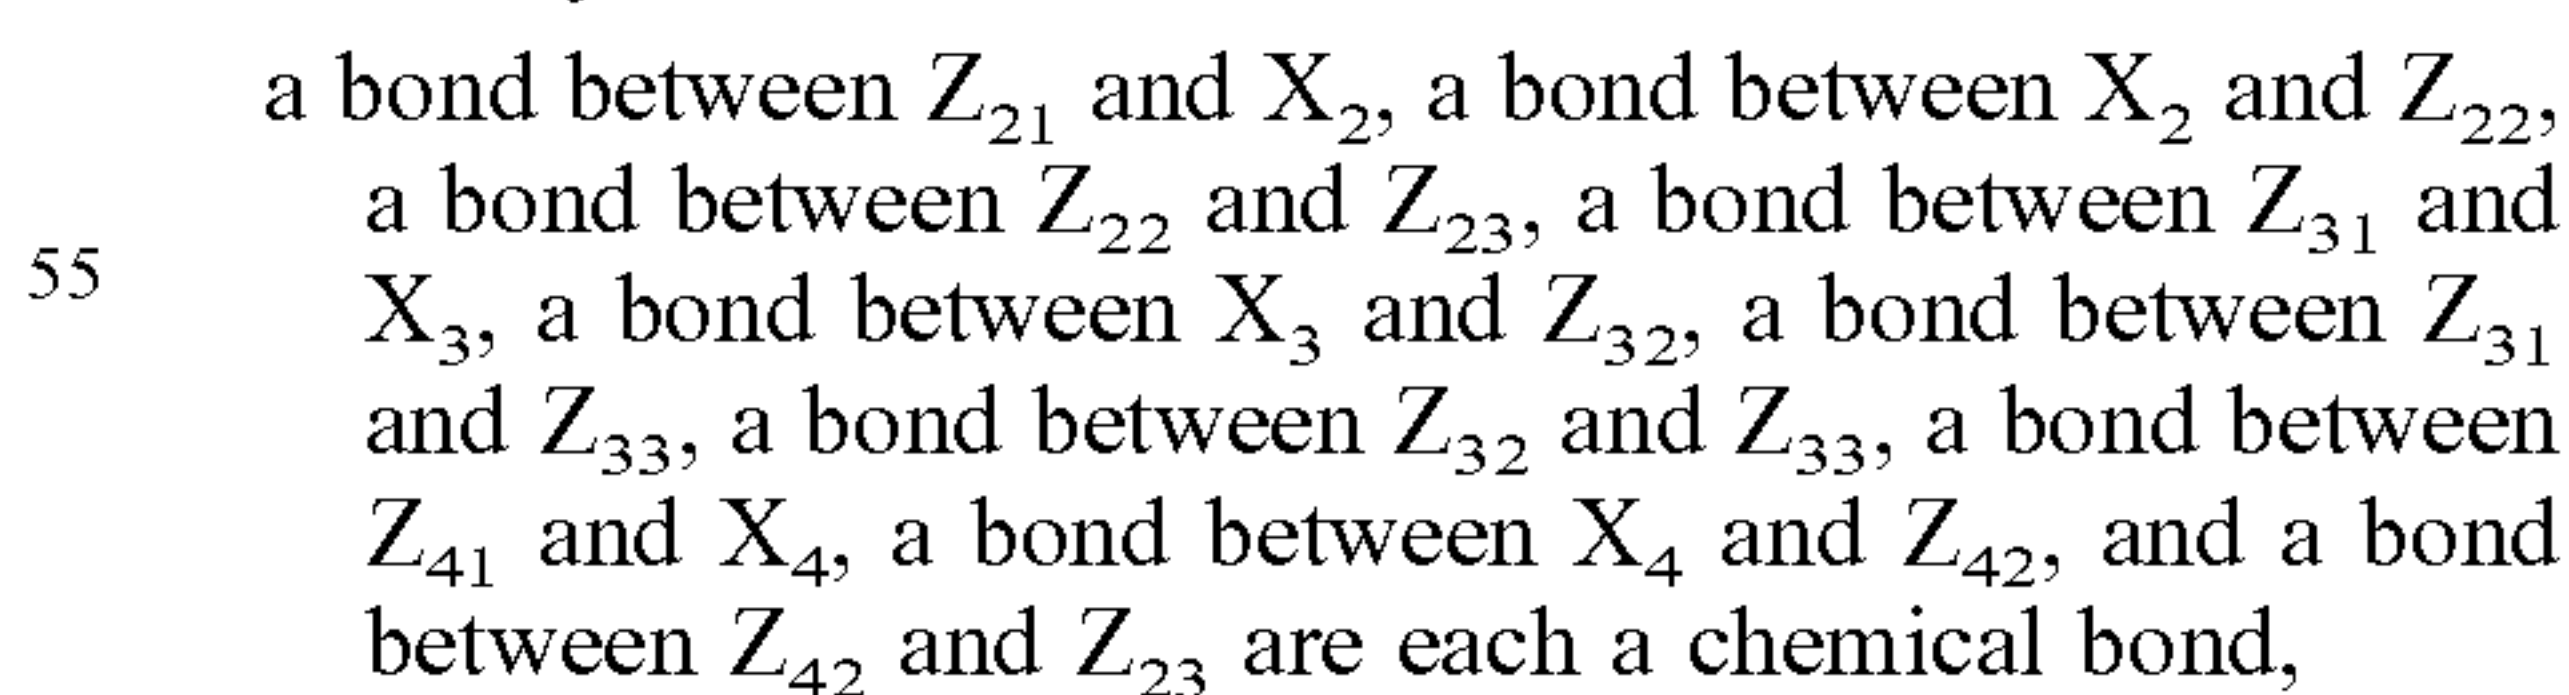 a bond between Z₂₁ and X₂, a bond between X₂ and Z₂₂,
a bond between Z₂₂ and Z₂₃, a bond between Z₃₁ and
55
X₃, a bond between X₃ and Z₃₂, a bond between Z₃₁
and Z₃₃, a bond between Z₃₂ and Z₃₃, a bond between
Z₄₁ and X₄, a bond between X₄ and Z₄₂, and a bond
between Z₄₂ and Z₂₃ are each a chemical bond,